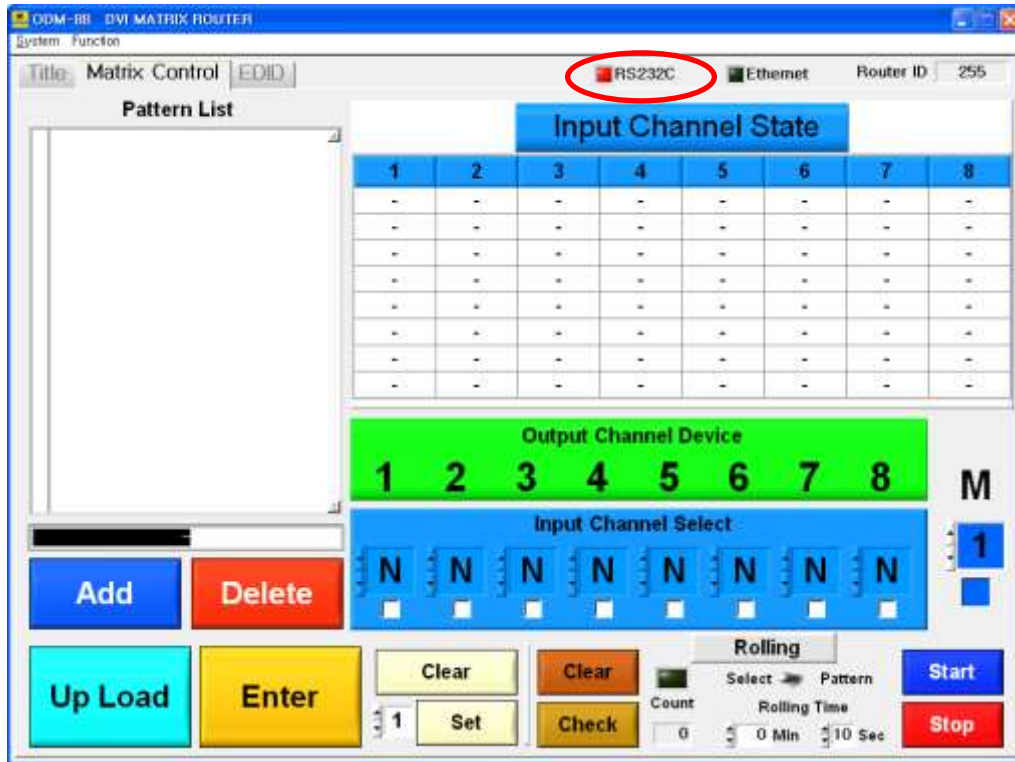 ODM-88 DVI MATRIX ROUTER
System Function
Title Matrix Control EDID RS232C Ethernet Router ID 255
Pattern List
Input Channel State
1 2 3 4 5 6 7 8
- - - - - - - -
- - - - - - - -
- - - - - - - -
- - - - - - - -
- - - - - - - -
- - - - - - - -
- - - - - - - -
- - - - - - - -
Output Channel Device
1 2 3 4 5 6 7 8
M
Input Channel Select
N N N N N N N N
1
Add Delete
Up Load Enter
Clear
1 Set
Clear
Check
Count
0
Rolling
Select Pattern
Rolling Time
0 Min 10 Sec
Start
Stop